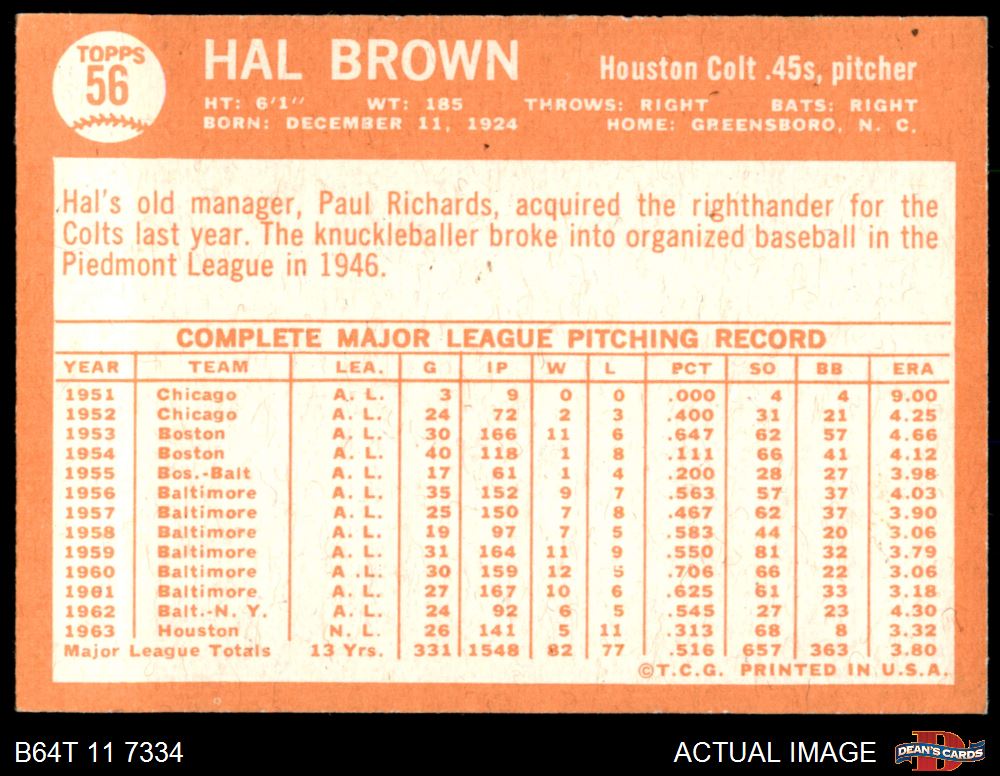 TOPPS
56
HAL BROWN
Houston Colt .45s, pitcher
HT: 6'1" WT: 185 THROWS: RIGHT BATS: RIGHT
BORN: DECEMBER 11, 1924 HOME: GREENSBORO, N. C.
Hal's old manager, Paul Richards, acquired the righthander for the
Colts last year. The knuckleballer broke into organized baseball in the
Piedmont League in 1946.
COMPLETE MAJOR LEAGUE PITCHING RECORD
YEAR TEAM LEA. G IP W L PCT SO BB ERA
1951 Chicago A. L. 3 9 0 0 .000 4 4 9.00
1952 Chicago A. L. 24 72 2 3 .400 31 21 4.25
1953 Boston A. L. 30 166 11 6 .647 62 57 4.66
1954 Boston A. L. 40 118 1 8 .111 66 41 4.12
1955 Bos.-Balt A. L. 17 61 1 4 .200 28 27 3.98
1956 Baltimore A. L. 35 152 9 7 .563 57 37 4.03
1957 Baltimore A. L. 25 150 7 8 .467 62 37 3.90
1958 Baltimore A. L. 19 97 7 5 .583 44 20 3.06
1959 Baltimore A. L. 31 164 11 9 .550 81 32 3.79
1960 Baltimore A .L. 30 159 12 5 .706 66 22 3.06
1961 Baltimore A. L. 27 167 10 6 .625 61 33 3.18
1962 Balt.-N. Y. A. L. 24 92 6 5 .545 27 23 4.30
1963 Houston N. L. 26 141 5 11 .313 68 8 3.32
Major League Totals 13 Yrs. 331 1548 82 77 .516 657 363 3.80
©T.C.G. PRINTED IN U.S.A.
B64T 11 7334 ACTUAL IMAGE DEAN'S CARDS